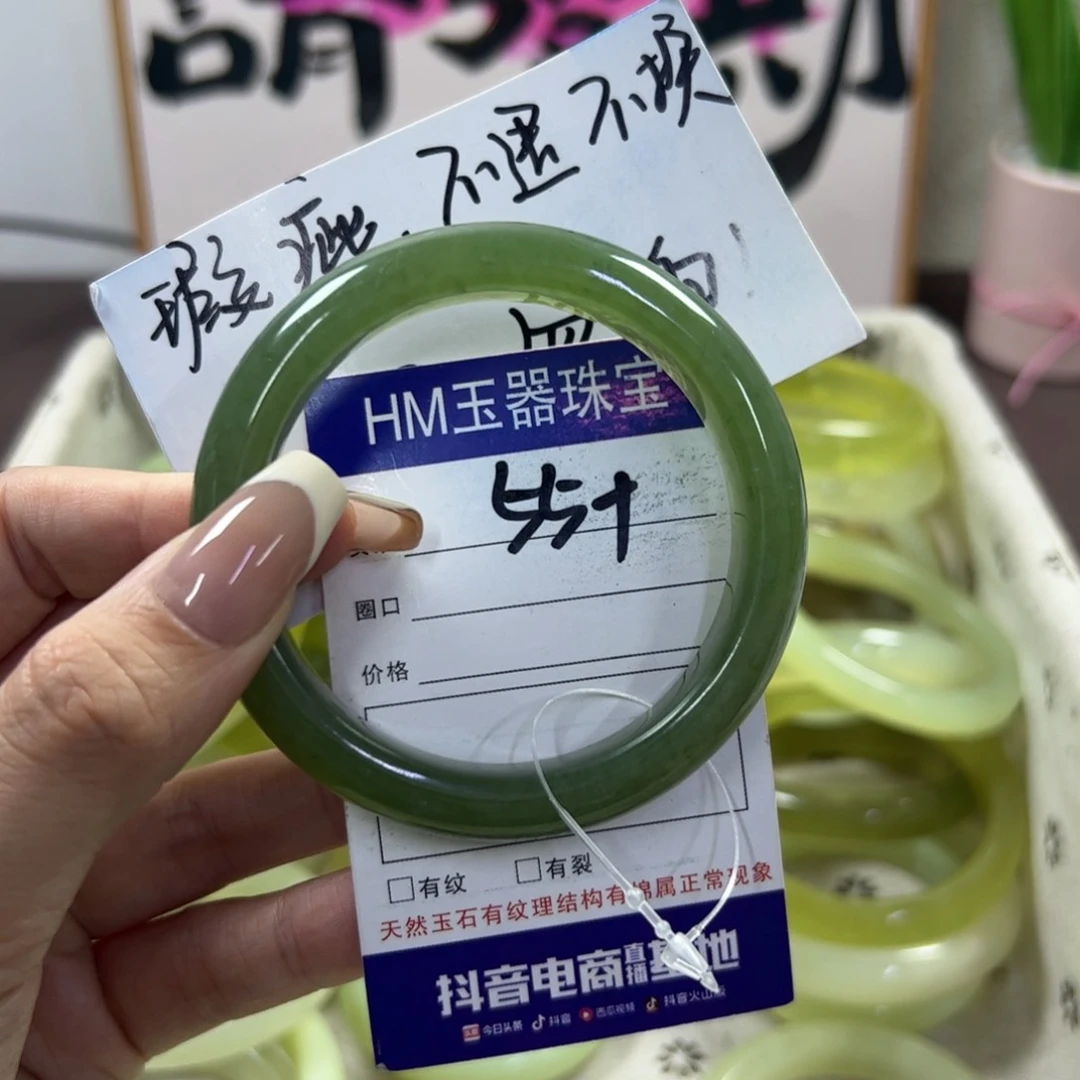 請
瑕疵.不退不换
HM玉器珠宝
圈口
价格
□有纹 □有裂
天然玉石有纹理结构有棉属正常现象
抖音电商直播基地
今日头条 抖音 西瓜视频 抖音火山版